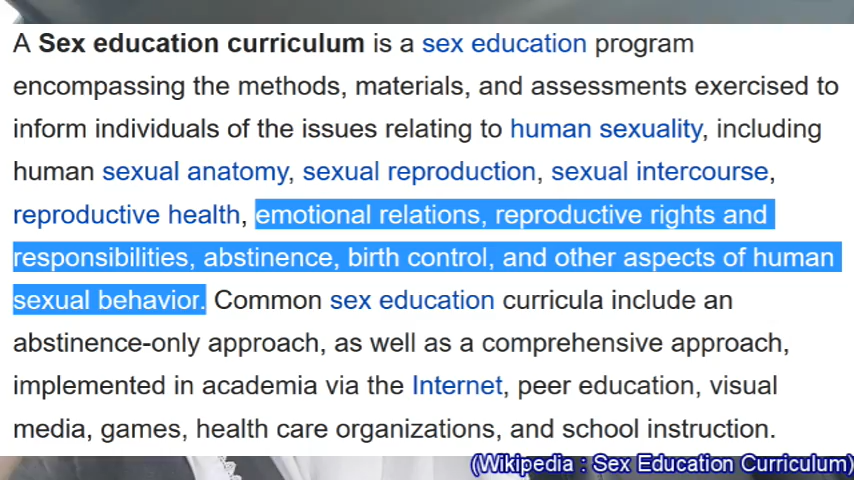 A Sex education curriculum is a sex education program
encompassing the methods, materials, and assessments exercised to
inform individuals of the issues relating to human sexuality, including
human sexual anatomy, sexual reproduction, sexual intercourse,
reproductive health, emotional relations, reproductive rights and
responsibilities, abstinence, birth control, and other aspects of human
sexual behavior. Common sex education curricula include an
abstinence-only approach, as well as a comprehensive approach,
implemented in academia via the Internet, peer education, visual
media, games, health care organizations, and school instruction.
(Wikipedia : Sex Education Curriculum)